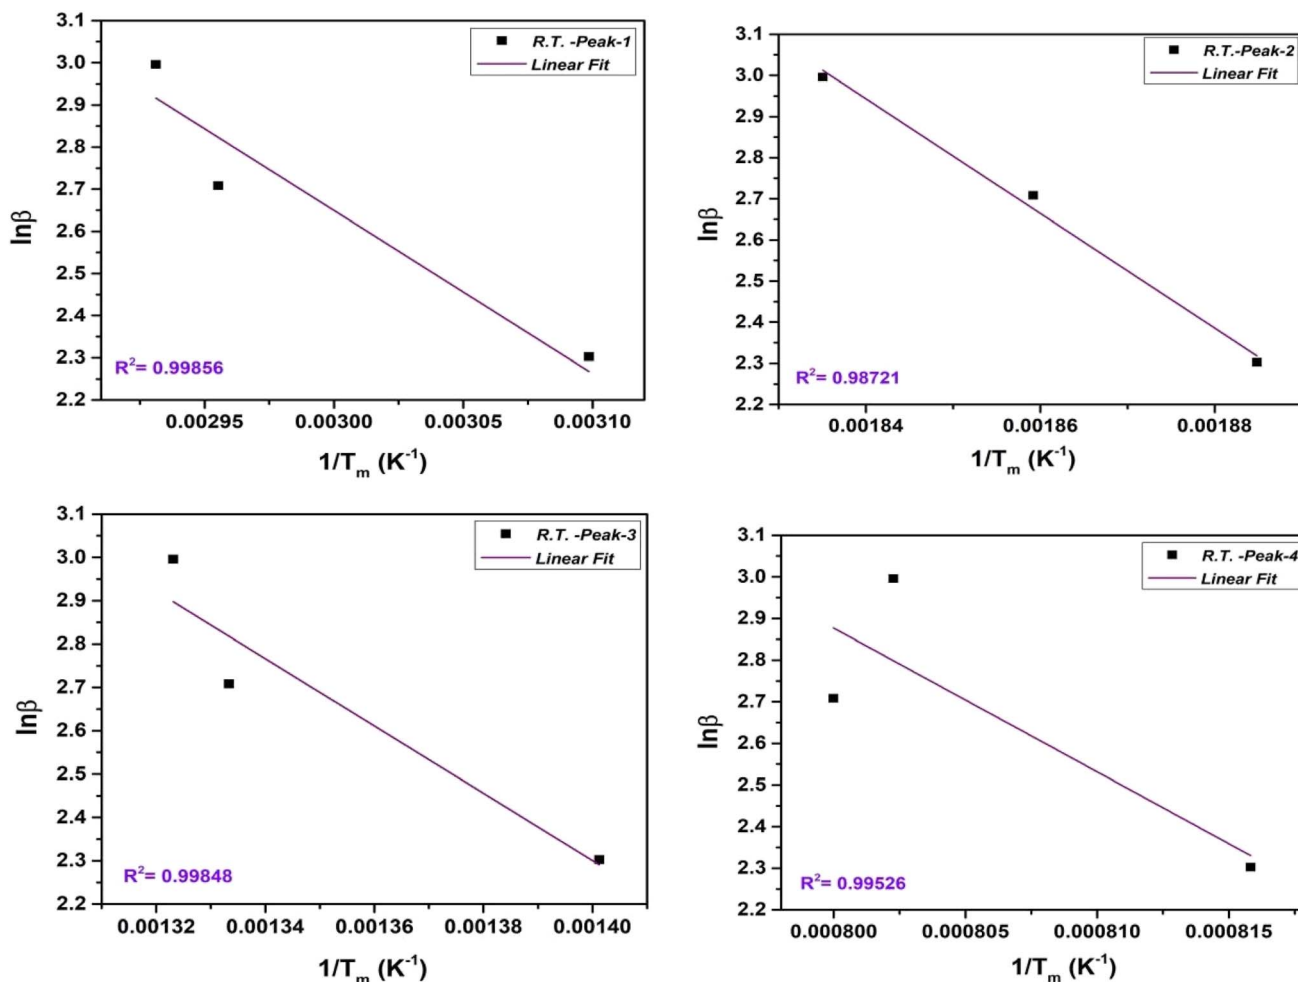 3.1
3.0
2.9
2.8
2.7
2.6
2.5
2.4
2.3
2.2
lnβ
R.T. -Peak-1
Linear Fit
R²= 0.99856
0.00295 0.00300 0.00305 0.00310
1/Tₘ (K⁻¹)
3.1
3.0
2.9
2.8
2.7
2.6
2.5
2.4
2.3
2.2
lnβ
R.T.-Peak-2
Linear Fit
R²= 0.98721
0.00184 0.00186 0.00188
1/Tₘ (K⁻¹)
3.1
3.0
2.9
2.8
2.7
2.6
2.5
2.4
2.3
2.2
lnβ
R.T. -Peak-3
Linear Fit
R²= 0.99848
0.00132 0.00134 0.00136 0.00138 0.00140
1/Tₘ (K⁻¹)
3.1
3.0
2.9
2.8
2.7
2.6
2.5
2.4
2.3
2.2
lnβ
R.T. -Peak-4
Linear Fit
R²= 0.99526
0.000800 0.000805 0.000810 0.000815
1/Tₘ (K⁻¹)